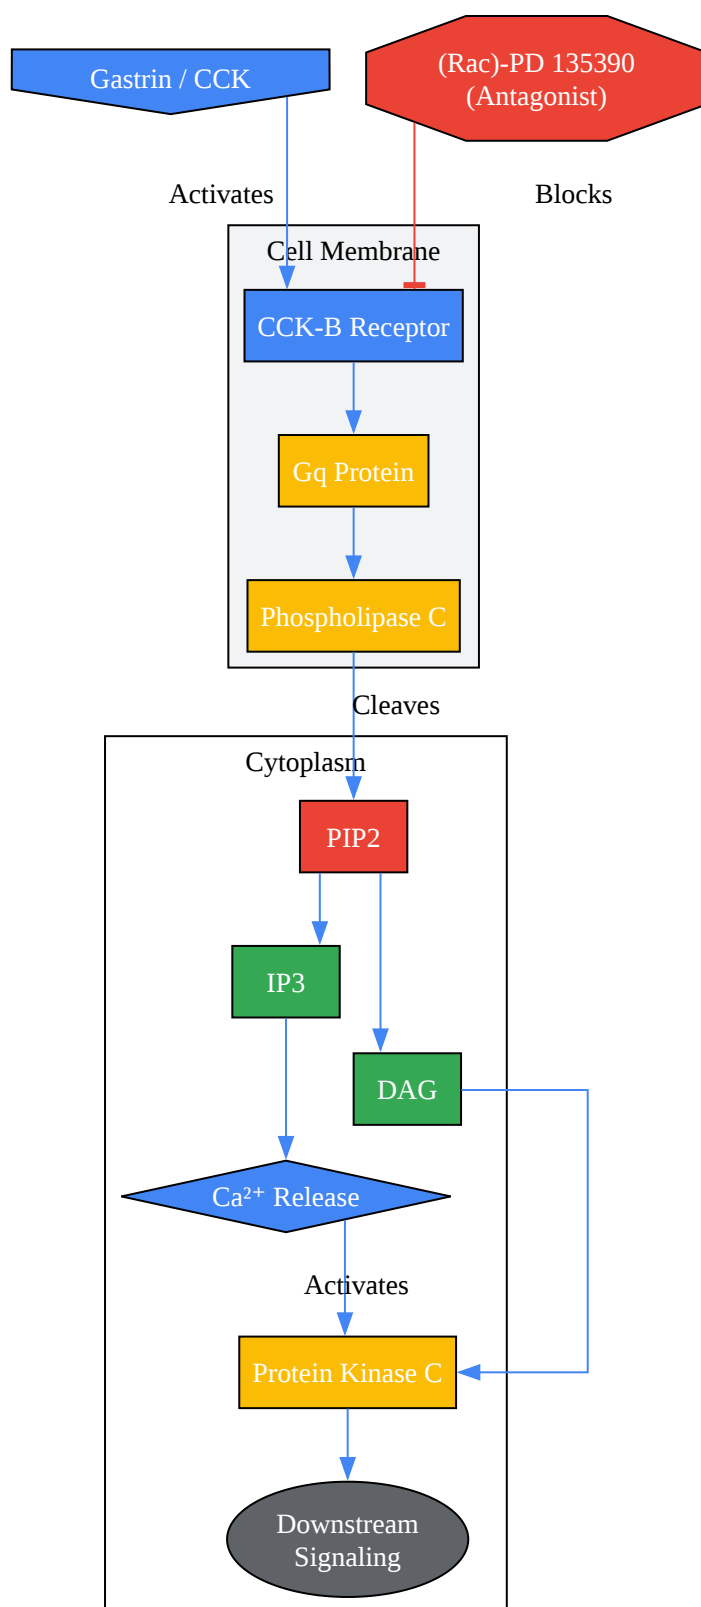 Gastrin / CCK
(Rac)-PD 135390
(Antagonist)
Activates
Blocks
Cell Membrane
CCK-B Receptor
Gq Protein
Phospholipase C
Cleaves
Cytoplasm
PIP2
IP3
DAG
Ca²⁺ Release
Activates
Protein Kinase C
Downstream
Signaling